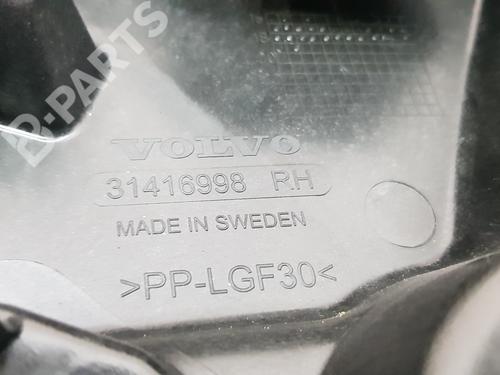 B-PARTS
VOLVO
31416998 RH
MADE IN SWEDEN
>PP-LGF30<